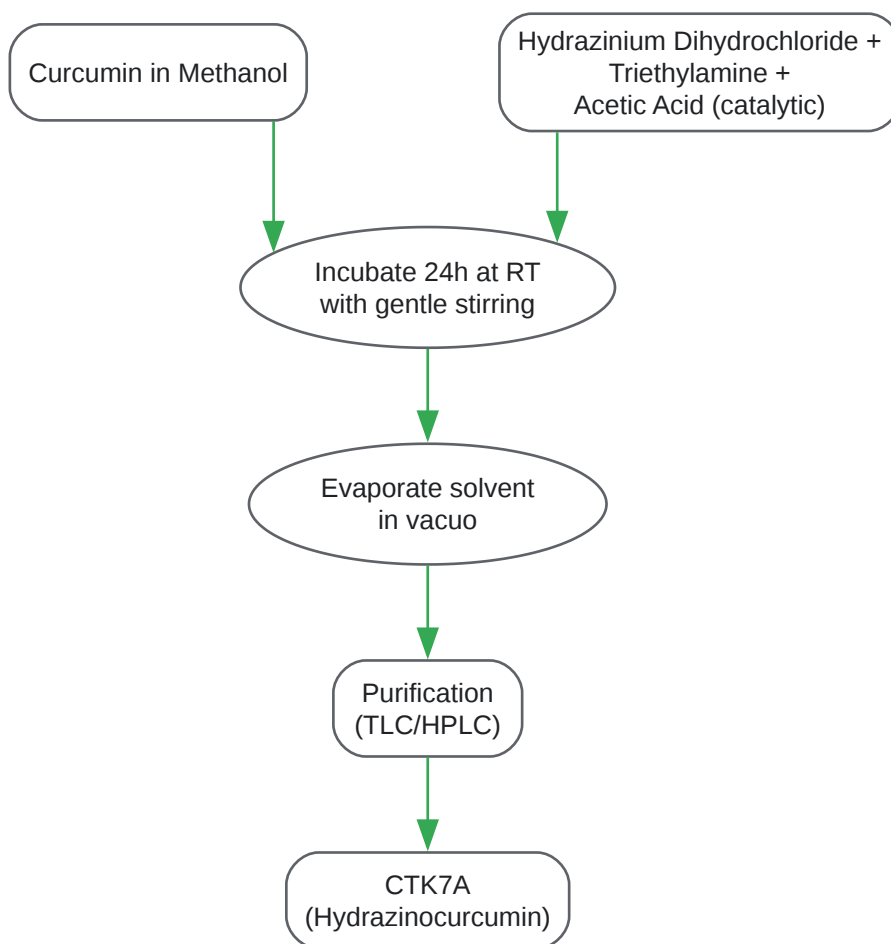 Curcumin in Methanol
Hydrazinium Dihydrochloride +
Triethylamine +
Acetic Acid (catalytic)
Incubate 24h at RT
with gentle stirring
Evaporate solvent
in vacuo
Purification
(TLC/HPLC)
CTK7A
(Hydrazinocurcumin)